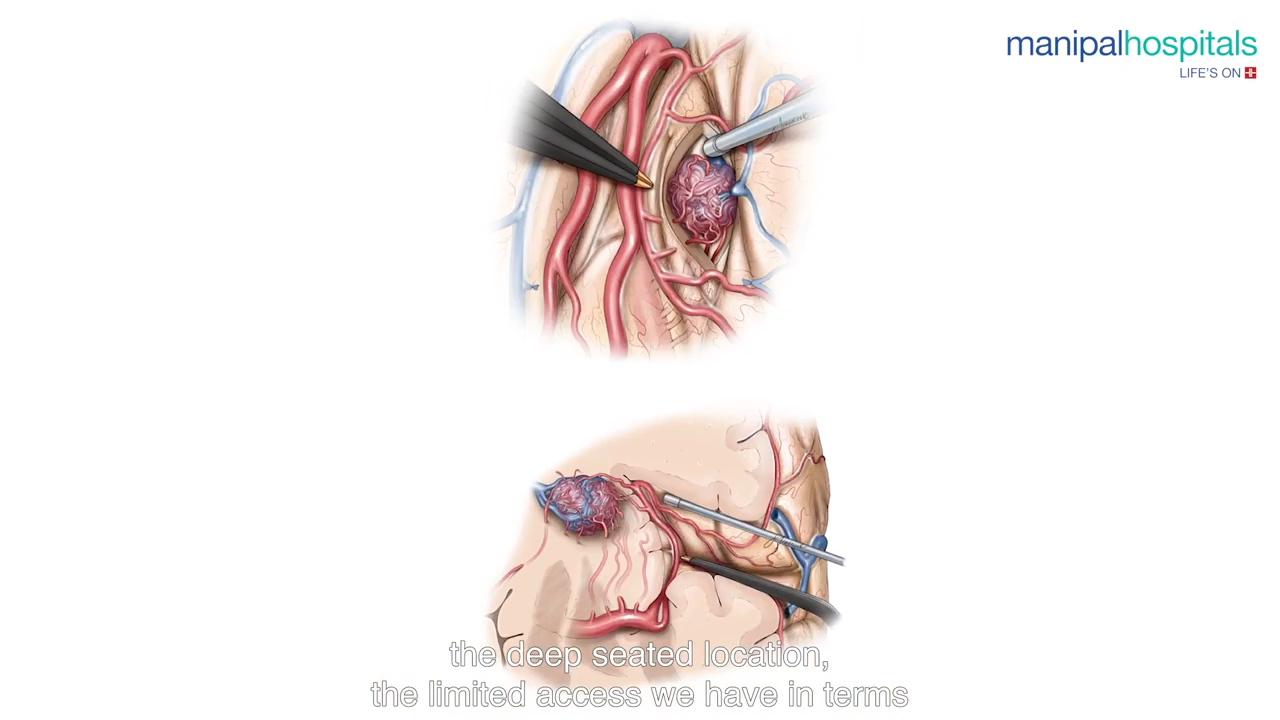 manipalhospitals
LIFE'S ON
the deep seated location,
the limited access we have in terms